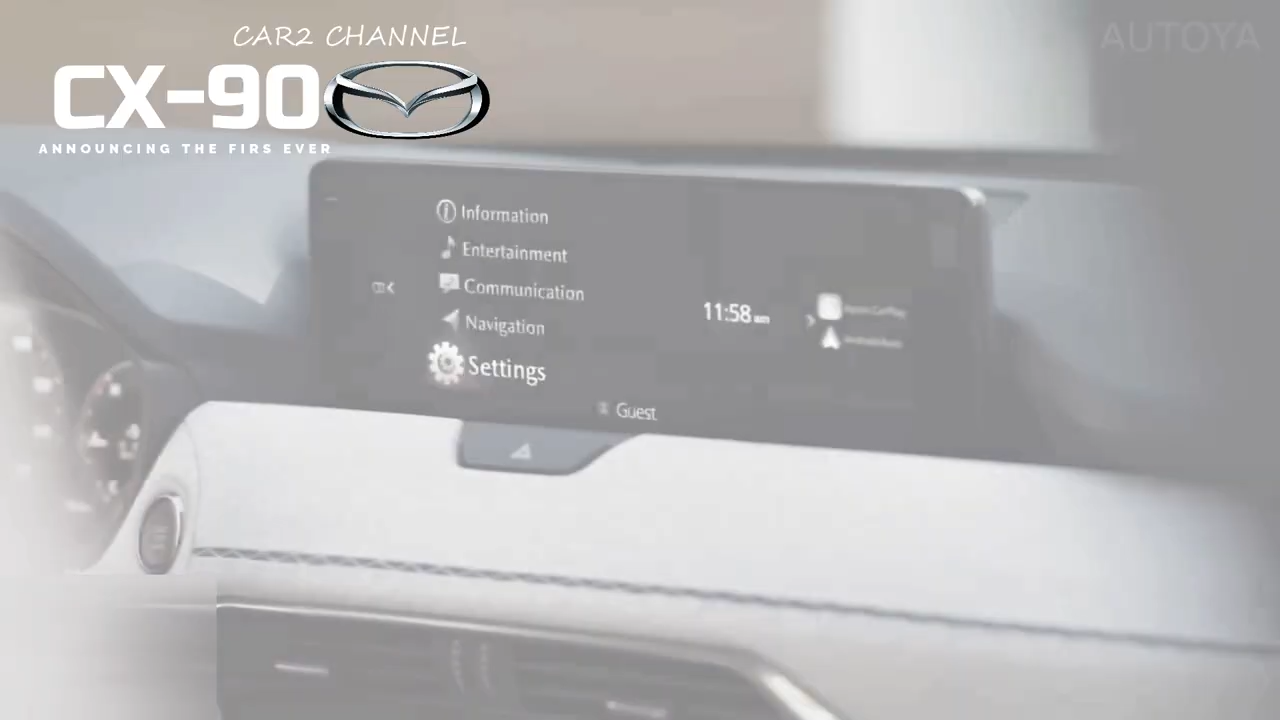 CAR2 CHANNEL
AUTOYA
CX-90
ANNOUNCING THE FIRS EVER
Information
Entertainment
Communication
Navigation
Settings
11:58
Guest